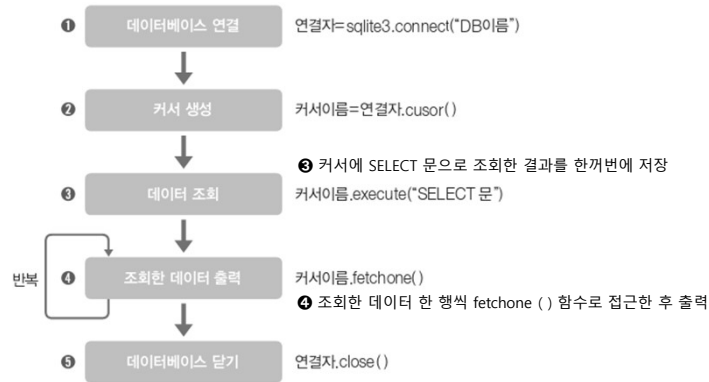 ❶ 데이터베이스 연결 연결자=sqlite3.connect("DB이름")
❷ 커서 생성 커서이름=연결자.cusor()
❸ 커서에 SELECT 문으로 조회한 결과를 한꺼번에 저장
❸ 데이터 조회 커서이름.execute("SELECT 문")
반복 ❹ 조회한 데이터 출력 커서이름.fetchone()
❹ 조회한 데이터 한 행씩 fetchone ( ) 함수로 접근한 후 출력
❺ 데이터베이스 닫기 연결자.close()